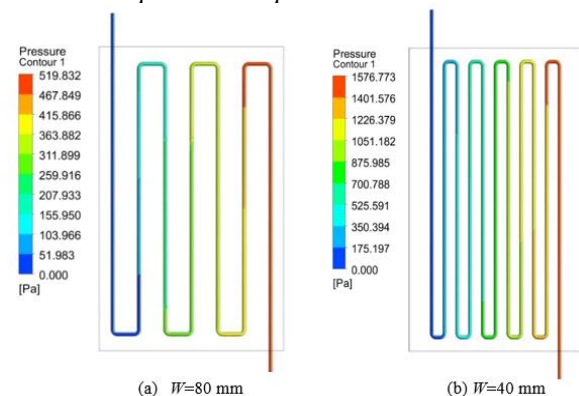 Pressure
Contour 1
519.832
467.849
415.866
363.882
311.899
259.916
207.933
155.950
103.966
51.983
0.000
[Pa]
(a) W=80 mm
Pressure
Contour 1
1576.773
1401.576
1226.379
1051.182
875.985
700.788
525.591
350.394
175.197
0.000
[Pa]
(b) W=40 mm